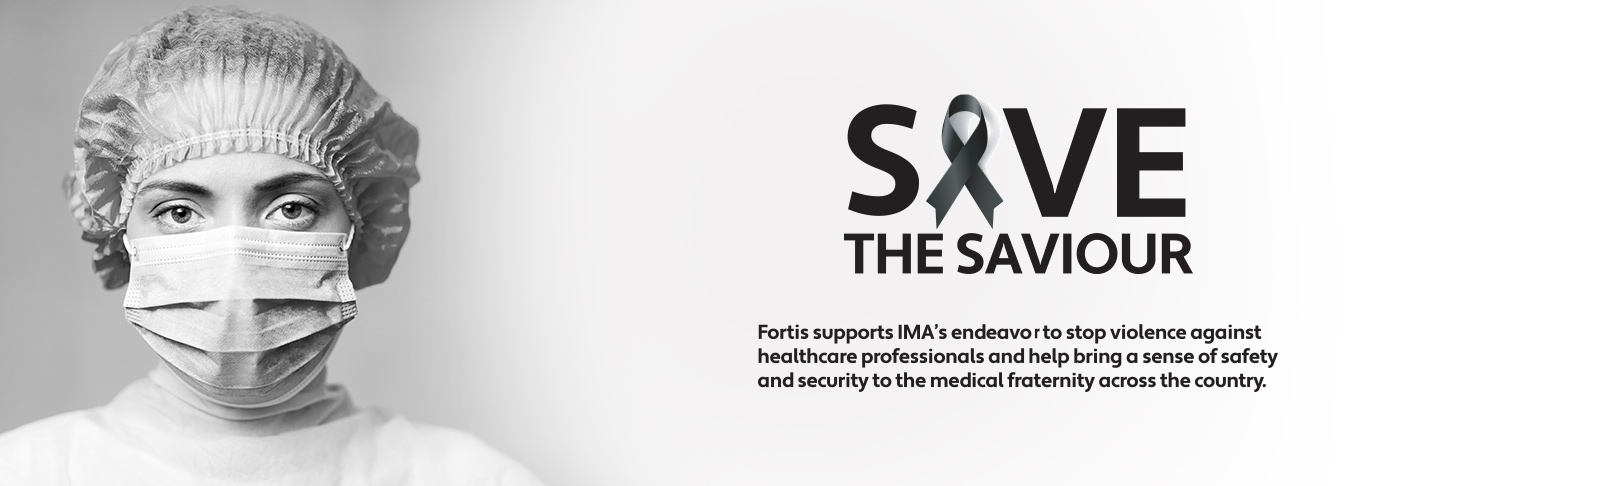 SAVE
THE SAVIOUR
Fortis supports IMA's endeavor to stop violence against
healthcare professionals and help bring a sense of safety
and security to the medical fraternity across the country.